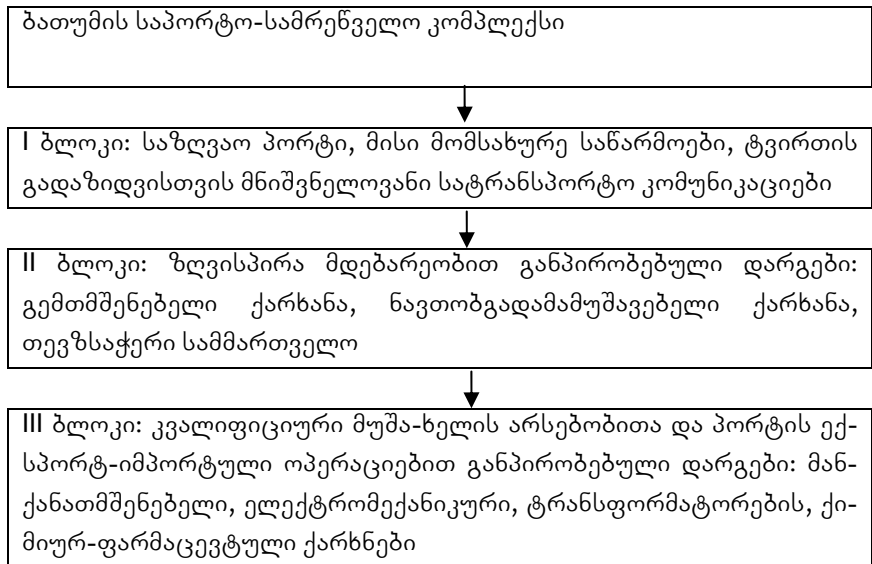 ბათუმის საპორტო-სამრეწველო კომპლექსი
I ბლოკი: საზღვაო პორტი, მისი მომსახურე საწარმოები, ტვირთის
გადაზიდვისთვის მნიშვნელოვანი სატრანსპორტო კომუნიკაციები
II ბლოკი: ზღვისპირა მდებარეობით განპირობებული დარგები:
გემთმშენებელი ქარხანა, ნავთობგადამამუშავებელი ქარხანა,
თევზსაჭერი სამმართველო
III ბლოკი: კვალიფიციური მუშა-ხელის არსებობითა და პორტის ექ-
სპორტ-იმპორტული ოპერაციებით განპირობებული დარგები: მან-
ქანათმშენებელი, ელექტრომექანიკური, ტრანსფორმატორების, ქი-
მიურ-ფარმაცევტული ქარხნები